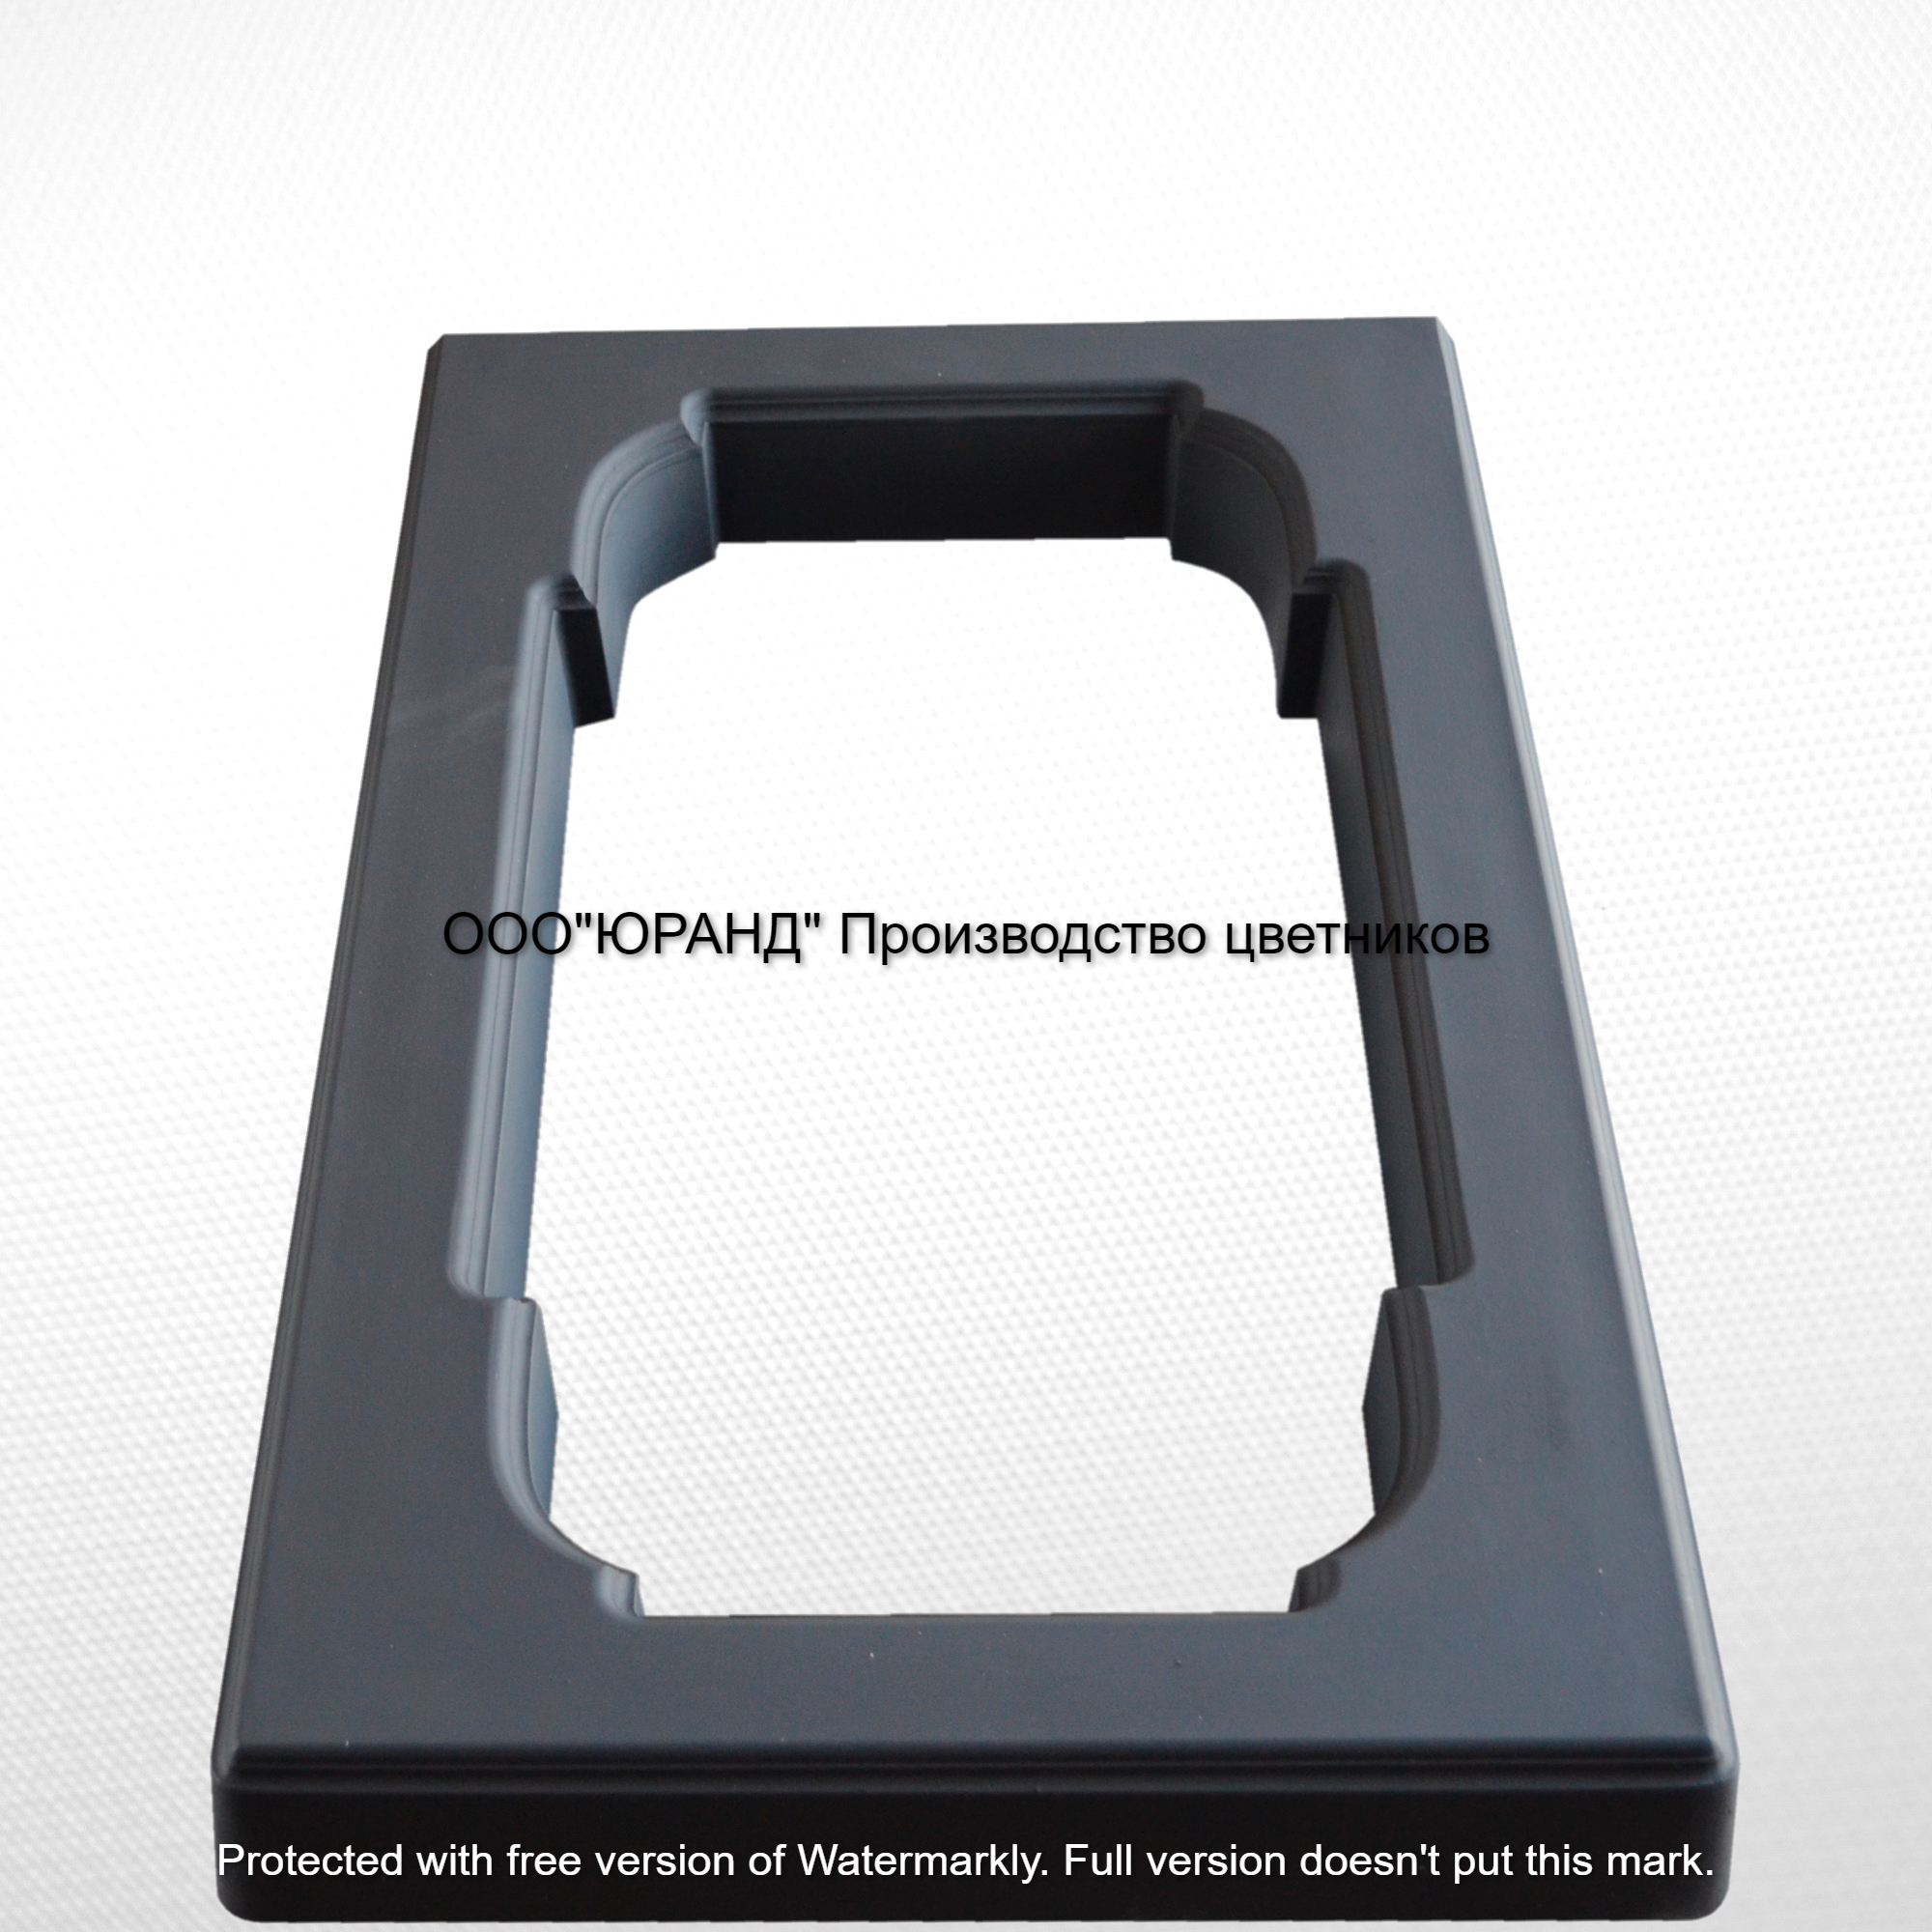 ООО"ЮРАНД" Производство цветников
Protected with free version of Watermarkly. Full version doesn't put this mark.